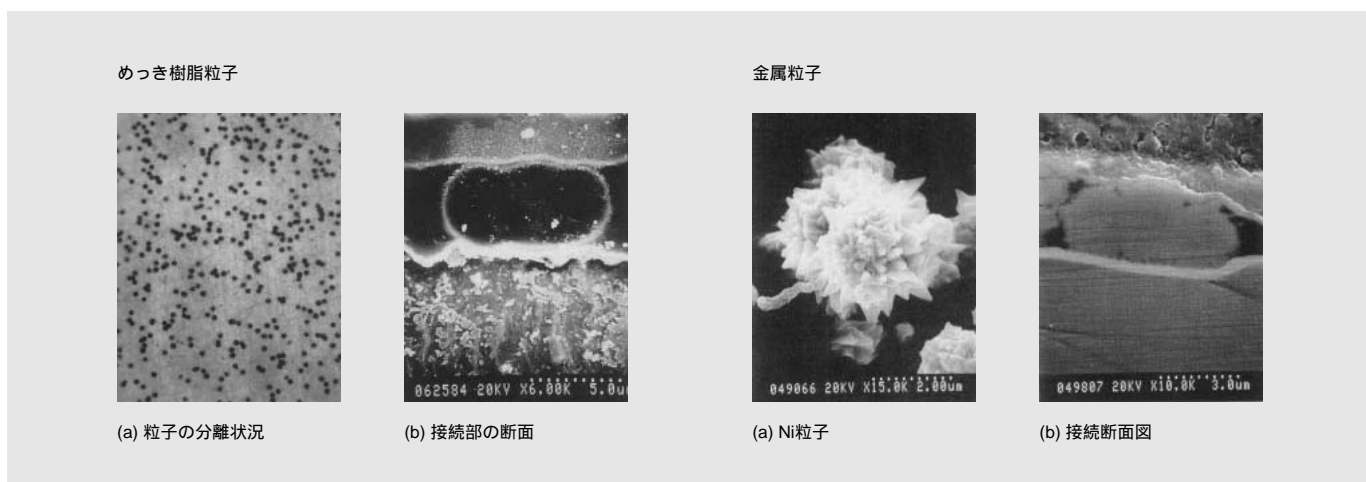 めっき樹脂粒子
金属粒子
062584 20KV X6.00K 5.0um
049066 20KV X15.0K 2.00um
049807 20KV X10.0K 3.0um
(a) 粒子の分離状況
(b) 接続部の断面
(a) Ni粒子
(b) 接続断面図